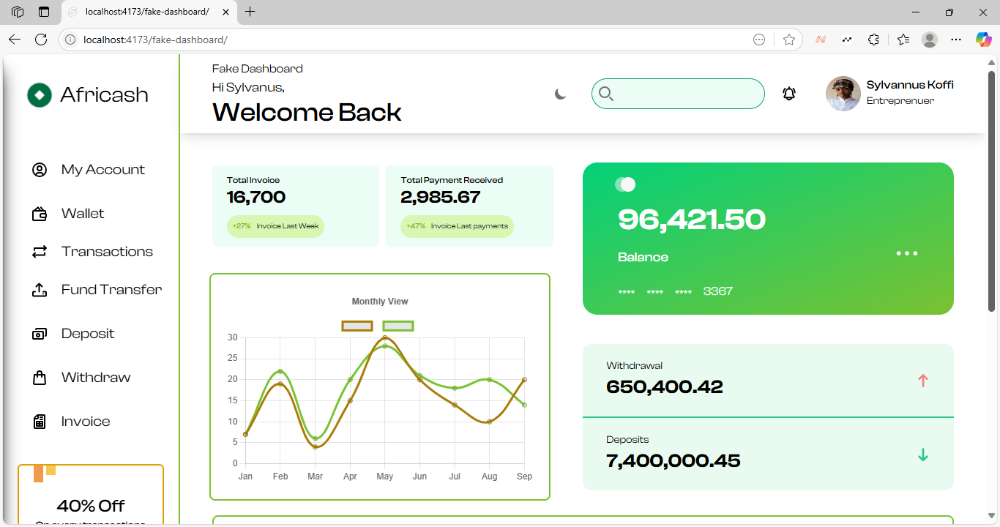 localhost:4173/fake-dashboard/
localhost:4173/fake-dashboard/
Africash
My Account
Wallet
Transactions
Fund Transfer
Deposit
Withdraw
Invoice
40% Off
On every transactions
Fake Dashboard
Hi Sylvanus,
Welcome Back
Sylvannus Koffi
Entreprenuer
Total Invoice
16,700
+27% Invoice Last Week
Total Payment Received
2,985.67
+47% Invoice Last payments
Monthly View
30
25
20
15
10
5
0
Jan Feb Mar Apr May Jun Jul Aug Sep
96,421.50
Balance
**** **** **** 3367
Withdrawal
650,400.42
Deposits
7,400,000.45